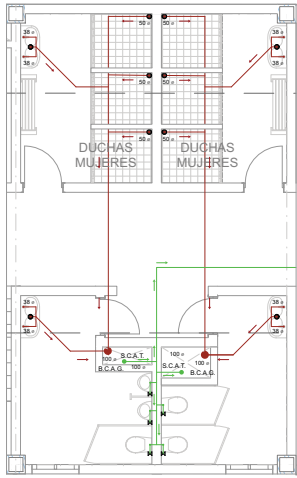 50 ⌀ 50 ⌀
38 ⌀ 38 ⌀
38 ⌀ 38 ⌀
50 ⌀ 50 ⌀
50 ⌀ 50 ⌀
DUCHAS
MUJERES
DUCHAS
MUJERES
38 ⌀ 38 ⌀
38 ⌀ 38 ⌀
100 ⌀ S.C.A.T.
B.C.A.G. 100 ⌀
100 ⌀
S.C.A.T. 100 ⌀
B.C.A.G.